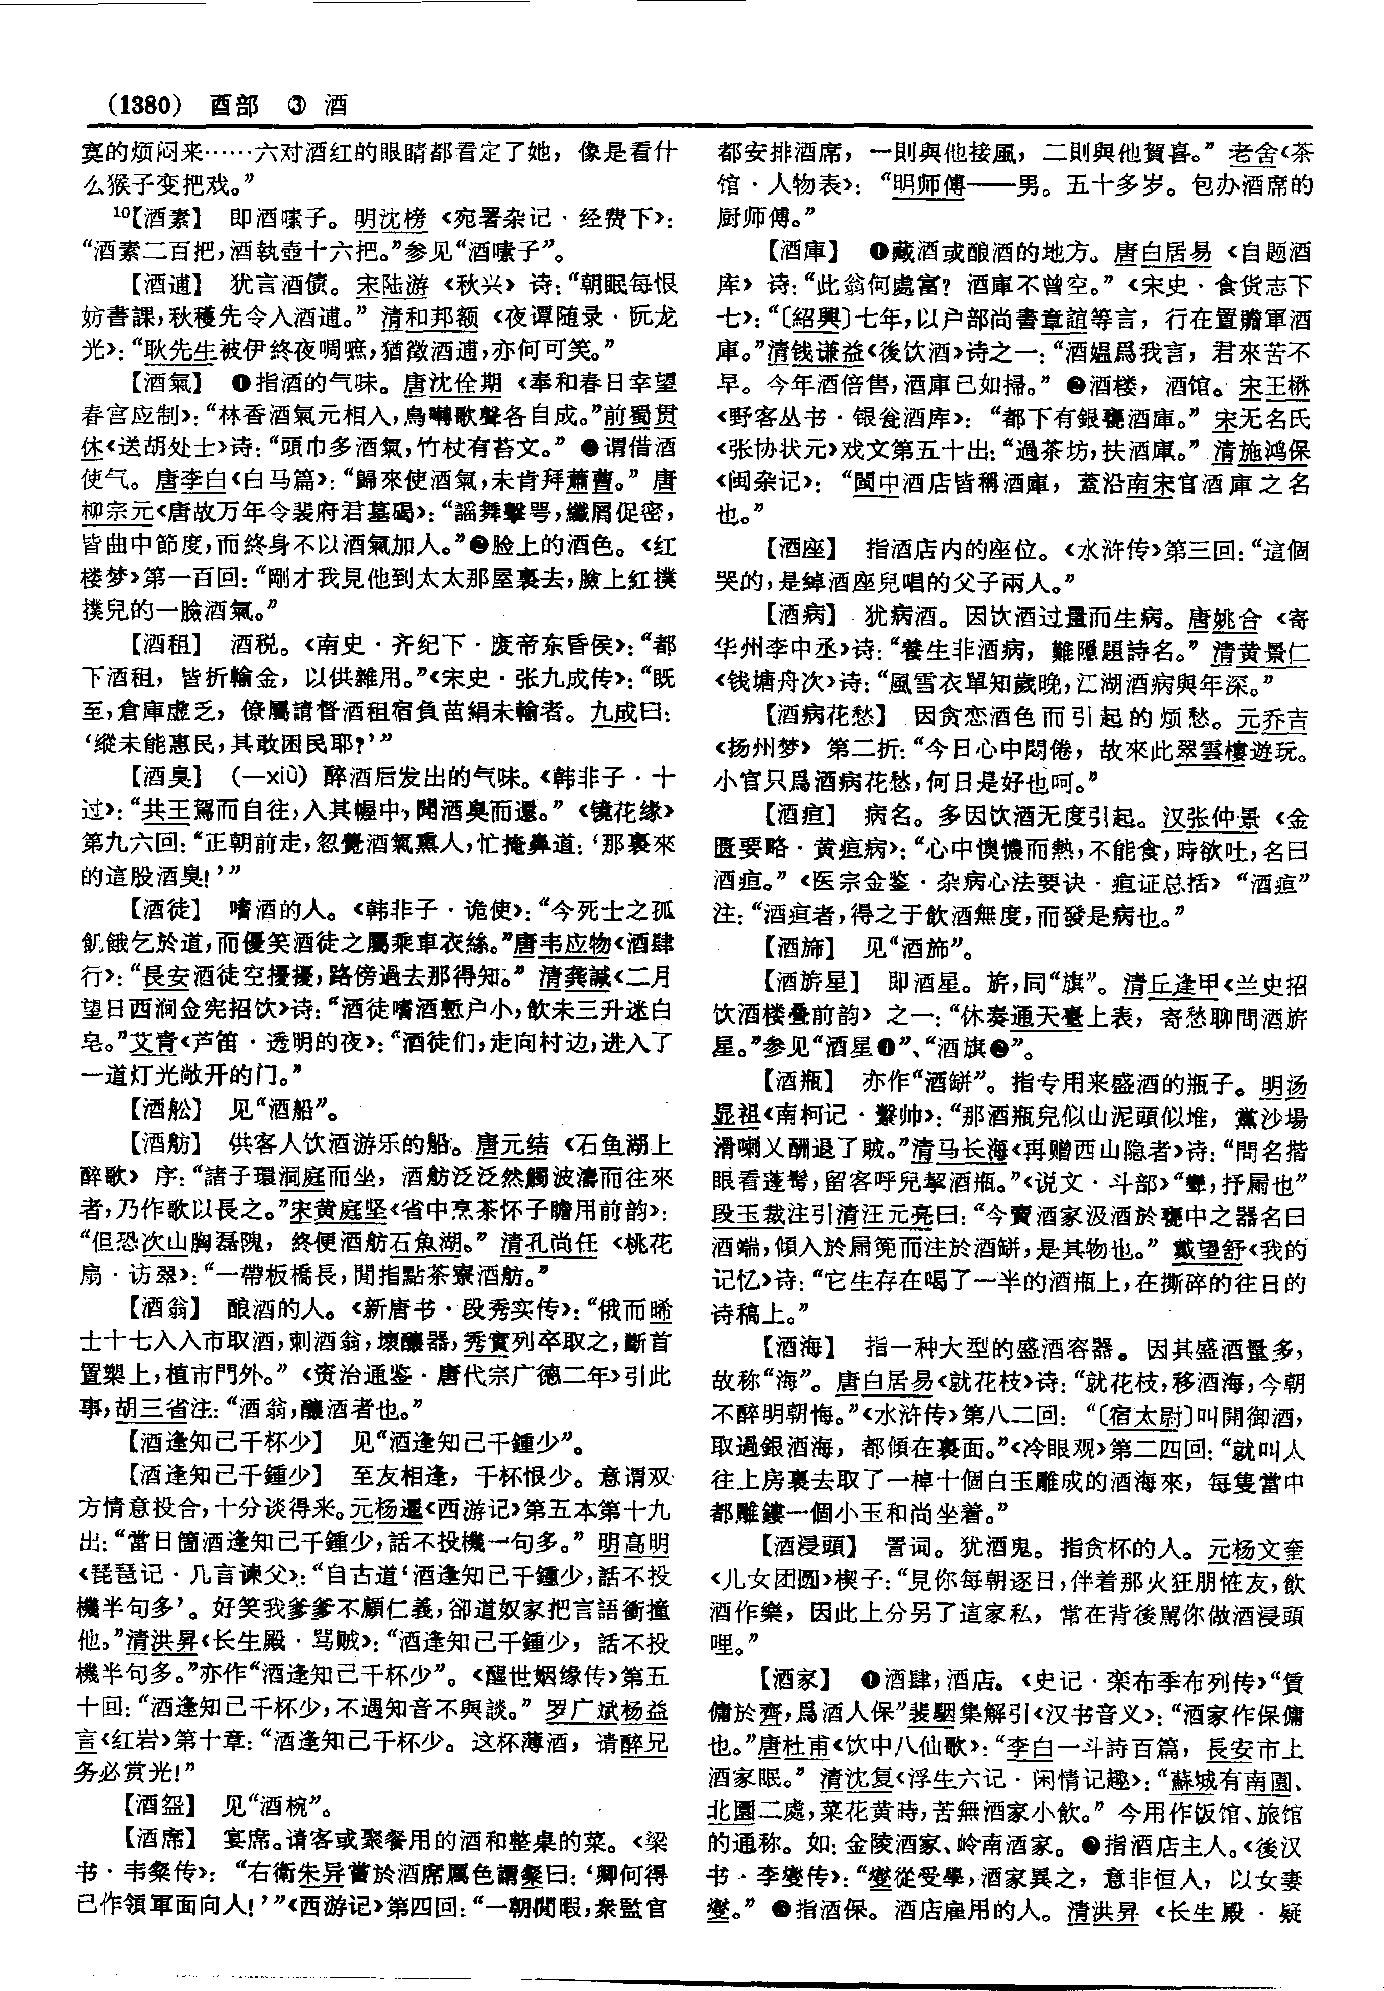 (1380) 酉部 ③ 酒
寞的烦闷来……六对酒红的眼睛都看定了她，像是看什
么猴子变把戏。”
10【酒素】 即酒嗉子。明沈榜《宛署杂记·经费下》：
“酒素二百把，酒執壺十六把。”参见“酒嗉子”。
【酒逋】 犹言酒债。宋陆游《秋兴》诗：“朝眠每恨
妨書課，秋穫先令入酒逋。” 清和邦额《夜谭随录·阮龙
光》：“耿先生被伊終夜啁嘛，猶徵酒逋，亦何可笑。”
【酒氣】 ❶指酒的气味。唐沈佺期《奉和春日幸望
春宫应制》：“林香酒氣元相入，鳥囀歌聲各自成。”前蜀贯
休《送胡处士》诗：“頭巾多酒氣，竹杖有苔文。” ❷谓借酒
使气。唐李白《白马篇》：“歸來使酒氣，未肯拜蕭曹。” 唐
柳宗元《唐故万年令裴府君墓碣》：“謡舞擊咢，纖屑促密，
皆曲中節度，而終身不以酒氣加人。”❸脸上的酒色。《红
楼梦》第一百回：“剛才我見他到太太那屋裏去，臉上紅撲
撲兒的一臉酒氣。”
【酒租】 酒税。《南史·齐纪下·废帝东昏侯》：“都
下酒租，皆折輸金，以供雜用。”《宋史·张九成传》：“既
至，倉庫虚乏，僚屬請督酒租宿負苗絹未輸者。九成曰：
‘縱未能惠民，其敢困民耶？’”
【酒臭】 (—xiù) 醉酒后发出的气味。《韩非子·十
过》：“共王駕而自往，入其幄中，聞酒臭而還。”《镜花缘》
第九六回：“正朝前走，忽覺酒氣熏人，忙掩鼻道：‘那裏來
的這股酒臭！’”
【酒徒】 嗜酒的人。《韩非子·诡使》：“今死士之孤
飢餓乞於道，而優笑酒徒之屬乘車衣絲。”唐韦应物《酒肆
行》：“長安酒徒空擾擾，路傍過去那得知。” 清龚諴《二月
望日西涧金宪招饮》诗：“酒徒嗜酒慙户小，飲未三升迷白
皂。”艾青《芦笛·透明的夜》：“酒徒们，走向村边，进入了
一道灯光敞开的门。”
【酒舩】 见“酒船”。
【酒舫】 供客人饮酒游乐的船。唐元结《石鱼湖上
醉歌》序：“諸子環洞庭而坐，酒舫泛泛然觸波濤而往來
者，乃作歌以長之。”宋黄庭坚《省中烹茶怀子瞻用前韵》：
“但恐次山胸磊隗，終便酒舫石魚湖。” 清孔尚任《桃花
扇·访翠》：“一帶板橋長，閒指點茶寮酒舫。”
【酒翁】 酿酒的人。《新唐书·段秀实传》：“俄而晞
士十七人入市取酒，刺酒翁，壞釀器，秀實列卒取之，斷首
置槊上，植市門外。”《资治通鉴·唐代宗广德二年》引此
事，胡三省注：“酒翁，釀酒者也。”
【酒逢知己千杯少】 见“酒逢知己千鍾少”。
【酒逢知己千鍾少】 至友相逢，千杯恨少。意谓双
方情意投合，十分谈得来。元杨暹《西游记》第五本第十九
出：“當日箇酒逢知己千鍾少，話不投機一句多。” 明高明
《琵琶记·几言谏父》：“自古道‘酒逢知己千鍾少，話不投
機半句多’。好笑我爹爹不顧仁義，卻道奴家把言語衝撞
他。”清洪昇《长生殿·骂贼》：“酒逢知己千鍾少，話不投
機半句多。”亦作“酒逢知己千杯少”。《醒世姻缘传》第五
十回：“酒逢知己千杯少，不遇知音不與談。” 罗广斌杨益
言《红岩》第十章：“酒逢知己千杯少。这杯薄酒，请醉兄
务必赏光！”
【酒盌】 见“酒椀”。
【酒席】 宴席。请客或聚餐用的酒和整桌的菜。《梁
书·韦粲传》：“右衞朱异嘗於酒席厲色謂粲曰：‘卿何得
已作領軍面向人！’”《西游记》第四回：“一朝閒暇，衆監官
都安排酒席，一則與他接風，二則與他賀喜。” 老舍《茶
馆·人物表》：“明师傅——男。五十多岁。包办酒席的
厨师傅。”
【酒庫】 ❶藏酒或酿酒的地方。唐白居易《自题酒
库》诗：“此翁何處富？酒庫不曾空。”《宋史·食货志下
七》：“〔紹興〕七年，以户部尚書章誼等言，行在置贍軍酒
庫。”清钱谦益《後饮酒》诗之一：“酒媪爲我言，君來苦不
早。今年酒倍售，酒庫已如掃。” ❷酒楼，酒馆。宋王楙
《野客丛书·银瓮酒库》：“都下有銀甕酒庫。” 宋无名氏
《张协状元》戏文第五十出：“過茶坊，扶酒庫。” 清施鸿保
《闽杂记》：“閩中酒店皆稱酒庫，蓋沿南宋官酒庫之名
也。”
【酒座】 指酒店内的座位。《水浒传》第三回：“這個
哭的，是綽酒座兒唱的父子兩人。”
【酒病】 犹病酒。因饮酒过量而生病。唐姚合《寄
华州李中丞》诗：“養生非酒病，難隱題詩名。” 清黄景仁
《钱塘舟次》诗：“風雪衣單知歲晚，江湖酒病與年深。”
【酒病花愁】 因贪恋酒色而引起的烦愁。元乔吉
《扬州梦》第二折：“今日心中悶倦，故來此翠雲樓遊玩。
小官只爲酒病花愁，何日是好也呵。”
【酒疸】 病名。多因饮酒无度引起。汉张仲景《金
匮要略·黄疸病》：“心中懊憹而熱，不能食，時欲吐，名曰
酒疸。”《医宗金鉴·杂病心法要诀·疸证总括》“酒疸”
注：“酒疸者，得之于飲酒無度，而發是病也。”
【酒斾】 见“酒旆”。
【酒旂星】 即酒星。旂，同“旗”。清丘逢甲《兰史招
饮酒楼叠前韵》之一：“休奏通天臺上表，寄愁聊問酒旂
星。”参见“酒星❶”、“酒旗❷”。
【酒瓶】 亦作“酒缾”。指专用来盛酒的瓶子。明汤
显祖《南柯记·繫帅》：“那酒瓶兒似山泥頭似堆，黨沙場
滑喇乂酬退了賊。”清马长海《再赠西山隐者》诗：“問名揩
眼看蓬髩，留客呼兒挈酒瓶。”《说文·斗部》“㪻，抒屚也”
段玉裁注引清汪元亮曰：“今賣酒家汲酒於甕中之器名曰
酒端，傾入於屚篼而注於酒缾，是其物也。” 戴望舒《我的
记忆》诗：“它生存在喝了一半的酒瓶上，在撕碎的往日的
诗稿上。”
【酒海】 指一种大型的盛酒容器。因其盛酒量多，
故称“海”。唐白居易《就花枝》诗：“就花枝，移酒海，今朝
不醉明朝悔。”《水浒传》第八二回：“〔宿太尉〕叫開御酒，
取過銀酒海，都傾在裏面。”《冷眼观》第二四回：“就叫人
往上房裏去取了一棹十個白玉雕成的酒海來，每隻當中
都雕鏤一個小玉和尚坐着。”
【酒浸頭】 詈词。犹酒鬼。指贪杯的人。元杨文奎
《儿女团圆》楔子：“見你每朝逐日，伴着那火狂朋恠友，飲
酒作樂，因此上分另了這家私，常在背後駡你做酒浸頭
哩。”
【酒家】 ❶酒肆，酒店。《史记·栾布季布列传》“賃
傭於齊，爲酒人保”裴駰集解引《汉书音义》：“酒家作保傭
也。”唐杜甫《饮中八仙歌》：“李白一斗詩百篇，長安市上
酒家眠。” 清沈复《浮生六记·闲情记趣》：“蘇城有南園、
北園二處，菜花黄時，苦無酒家小飲。” 今用作饭馆、旅馆
的通称。如：金陵酒家、岭南酒家。❷指酒店主人。《後汉
书·李燮传》：“燮從受學，酒家異之，意非恒人，以女妻
燮。” ❸指酒保。酒店雇用的人。清洪昇《长生殿·疑